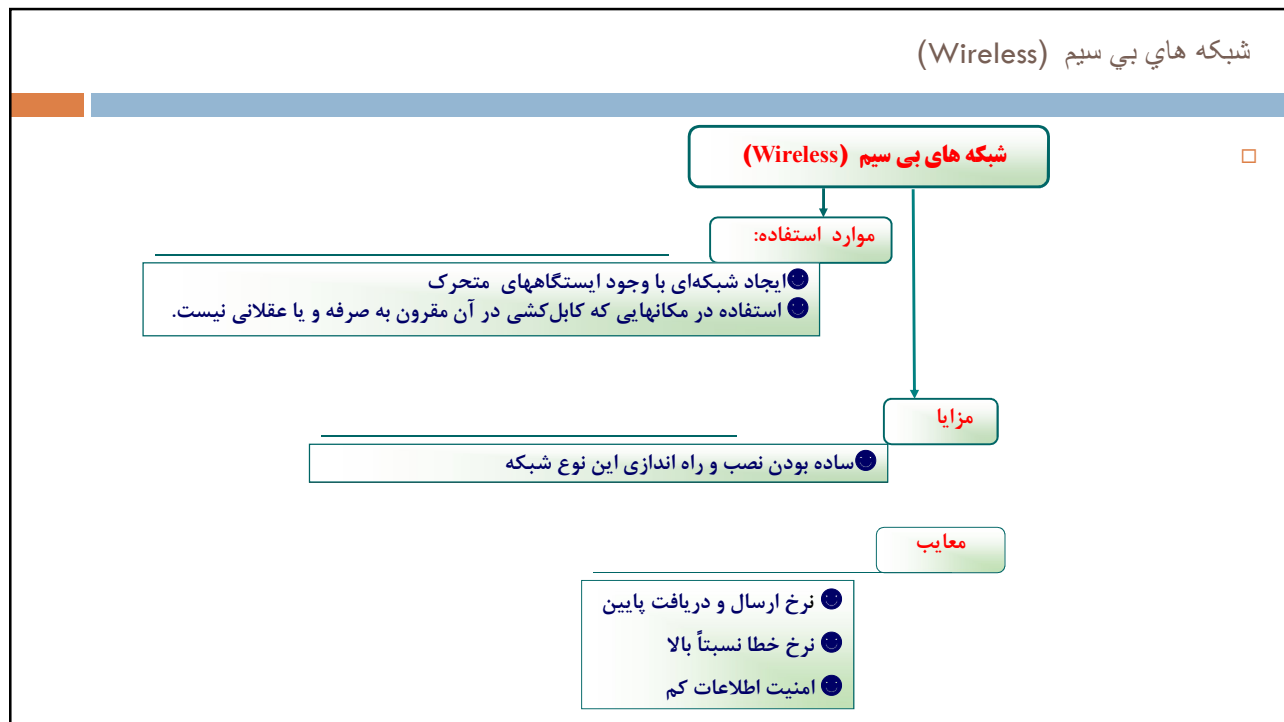 شبكه هاي بي سيم (Wireless)
شبکه های بی سیم (Wireless)
موارد استفاده:
ایجاد شبکه‌ای با وجود ایستگاههای متحرک
استفاده در مکانهایی که کابل‌کشی در آن مقرون به صرفه و یا عقلانی نیست.
مزایا
ساده بودن نصب و راه اندازی این نوع شبکه
معایب
نرخ ارسال و دریافت پایین
نرخ خطا نسبتاً بالا
امنیت اطلاعات کم